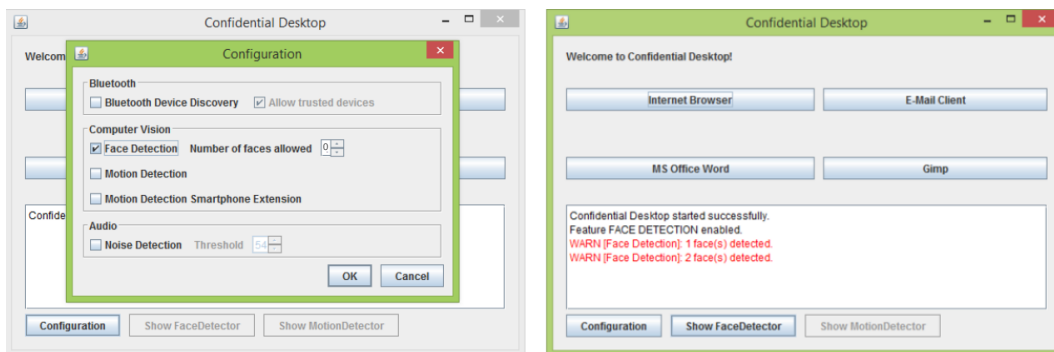 Confidential Desktop
Welcom
Configuration
Bluetooth
Bluetooth Device Discovery Allow trusted devices
Computer Vision
Face Detection Number of faces allowed 0
Motion Detection
Motion Detection Smartphone Extension
Confide
Audio
Noise Detection Threshold 54
OK Cancel
Configuration Show FaceDetector Show MotionDetector
Confidential Desktop
Welcome to Confidential Desktop!
Internet Browser E-Mail Client
MS Office Word Gimp
Confidential Desktop started successfully.
Feature FACE DETECTION enabled.
WARN [Face Detection]: 1 face(s) detected.
WARN [Face Detection]: 2 face(s) detected.
Configuration Show FaceDetector Show MotionDetector